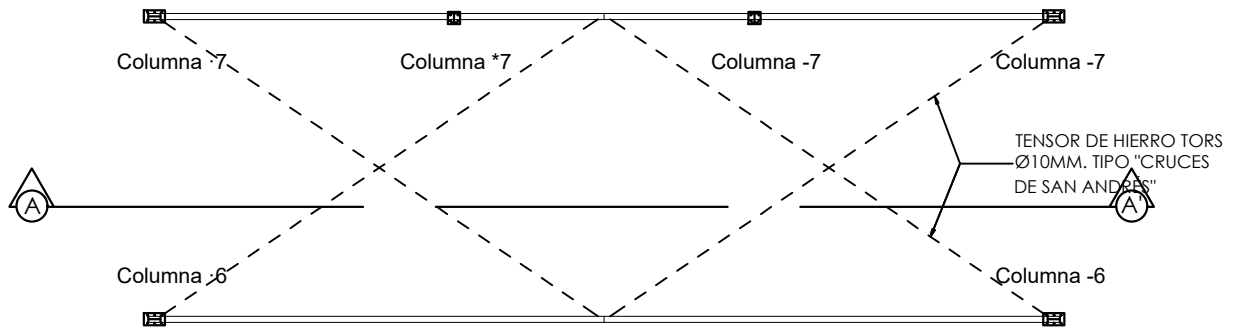 Columna -7
Columna *7
Columna -7
Columna -7
TENSOR DE HIERRO TORS
Ø10MM. TIPO "CRUCES
DE SAN ANDRÉS"
A
A'
Columna -6
Columna -6